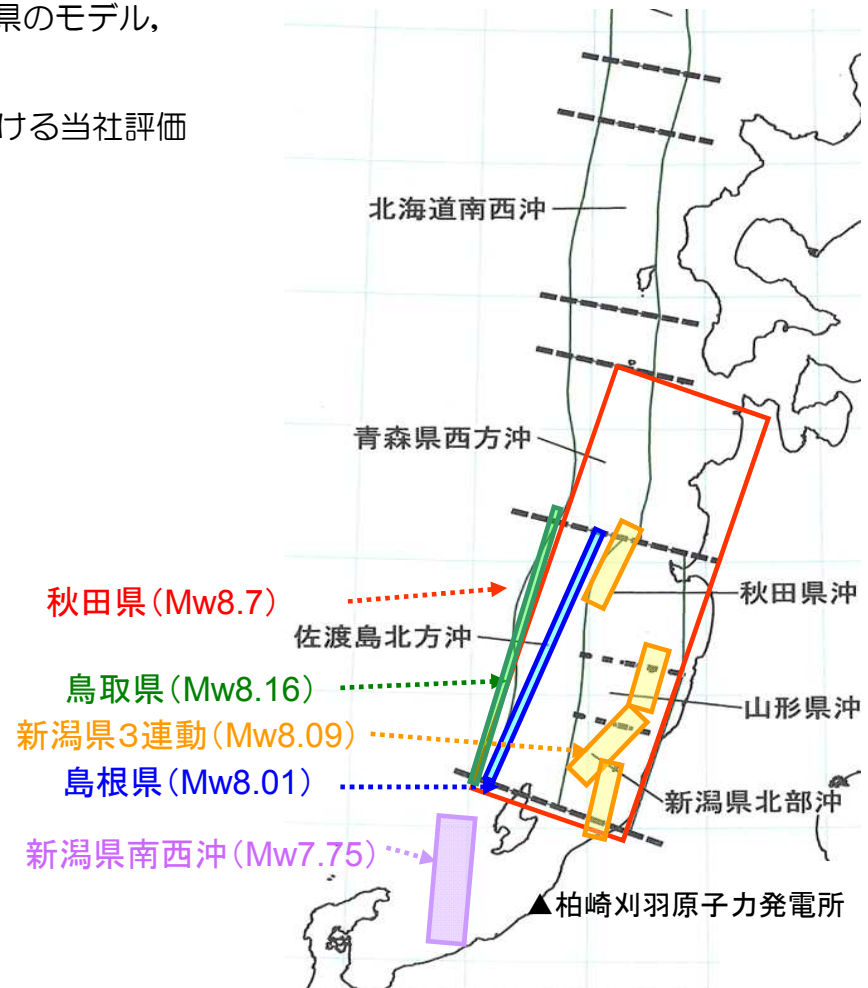 県のモデル,
ける当社評価
北海道南西沖
青森県西方沖
秋田県（Mw8.7）
秋田県沖
佐渡島北方沖
鳥取県（Mw8.16）
山形県沖
新潟県３連動（Mw8.09）
島根県（Mw8.01）
新潟県北部沖
新潟県南西沖（Mw7.75）
▲柏崎刈羽原子力発電所